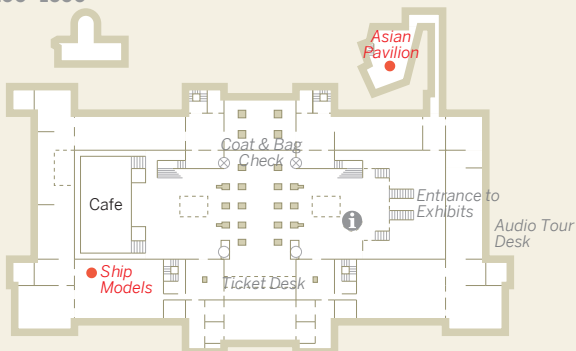 Asian
Pavilion
Coat & Bag
Check
Cafe
i
Entrance to
Exhibits
Audio Tour
Desk
Ship
Models
Ticket Desk